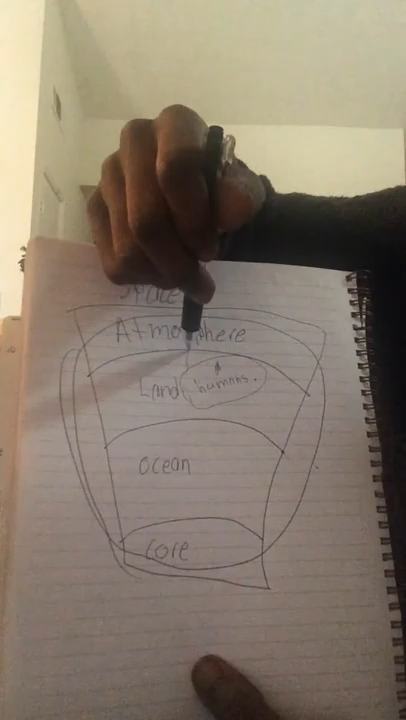 Space
Atmosphere
Land, humans.
ocean
core